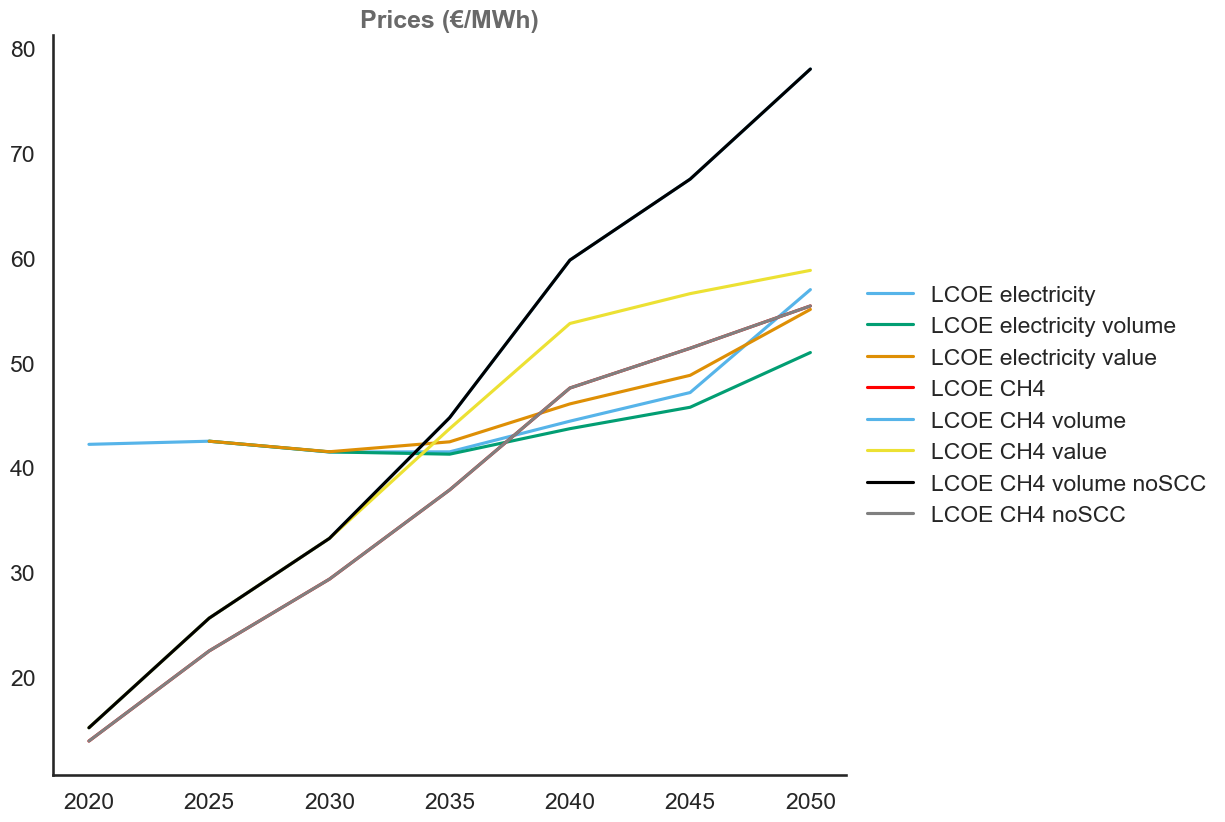 Prices (€/MWh)
80
70
60
50
40
30
20
2020 2025 2030 2035 2040 2045 2050
LCOE electricity
LCOE electricity volume
LCOE electricity value
LCOE CH4
LCOE CH4 volume
LCOE CH4 value
LCOE CH4 volume noSCC
LCOE CH4 noSCC